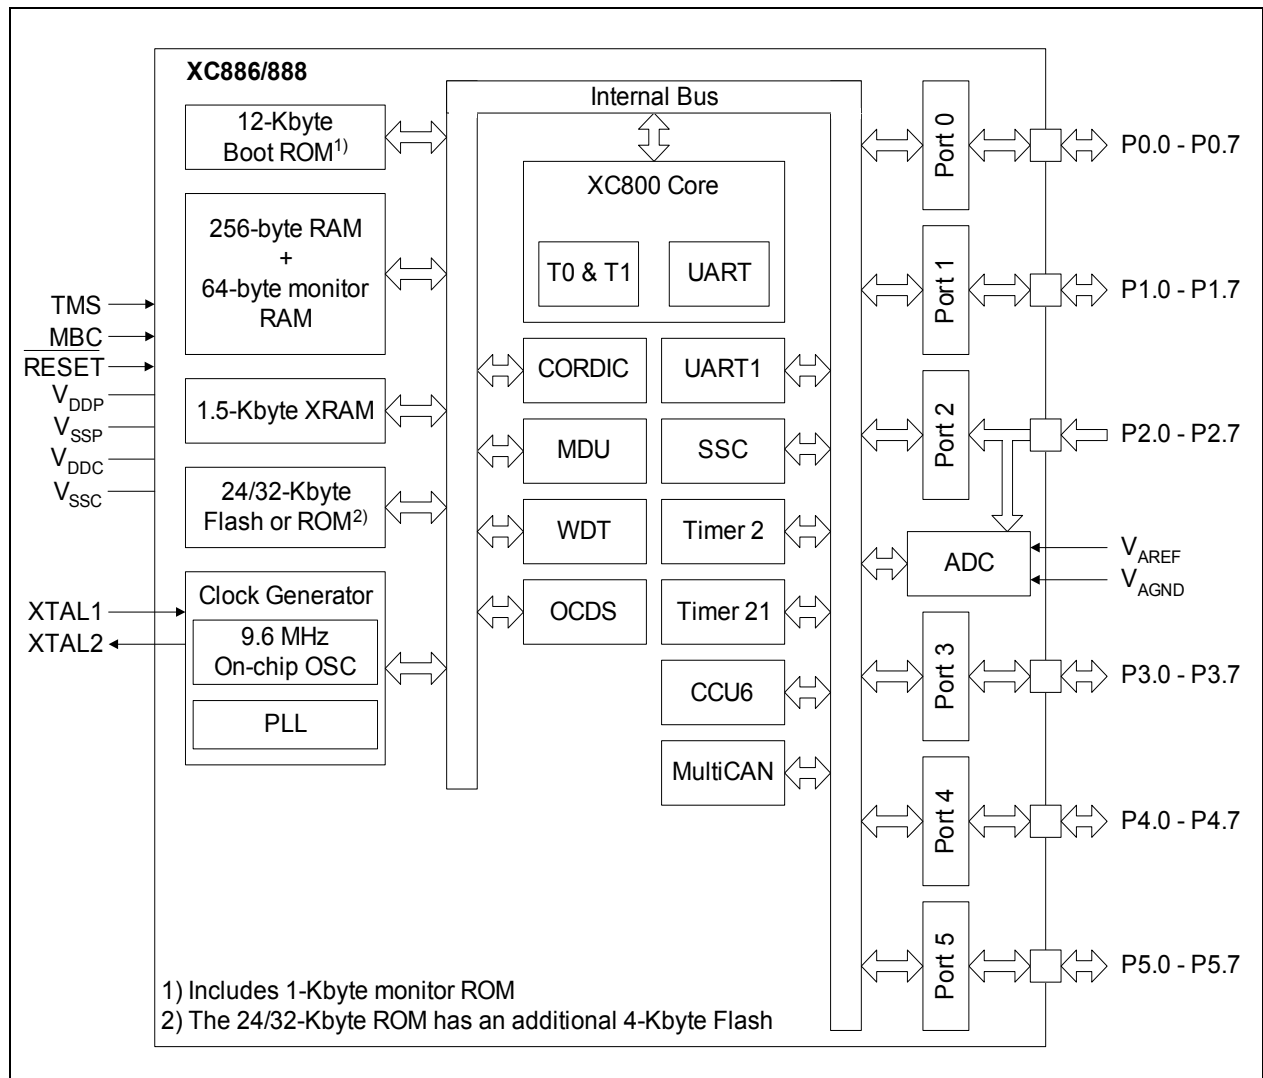 XC886/888
Internal Bus
12-Kbyte
Boot ROM1)
256-byte RAM
+
64-byte monitor
RAM
1.5-Kbyte XRAM
24/32-Kbyte
Flash or ROM2)
Clock Generator
9.6 MHz
On-chip OSC
PLL
TMS
MBC
RESET
VDDP
VSSP
VDDC
VSSC
XTAL1
XTAL2
XC800 Core
T0 & T1
UART
CORDIC
UART1
MDU
SSC
WDT
Timer 2
OCDS
Timer 21
CCU6
MultiCAN
Port 0
P0.0 - P0.7
Port 1
P1.0 - P1.7
Port 2
P2.0 - P2.7
ADC
VAREF
VAGND
Port 3
P3.0 - P3.7
Port 4
P4.0 - P4.7
Port 5
P5.0 - P5.7
1) Includes 1-Kbyte monitor ROM
2) The 24/32-Kbyte ROM has an additional 4-Kbyte Flash